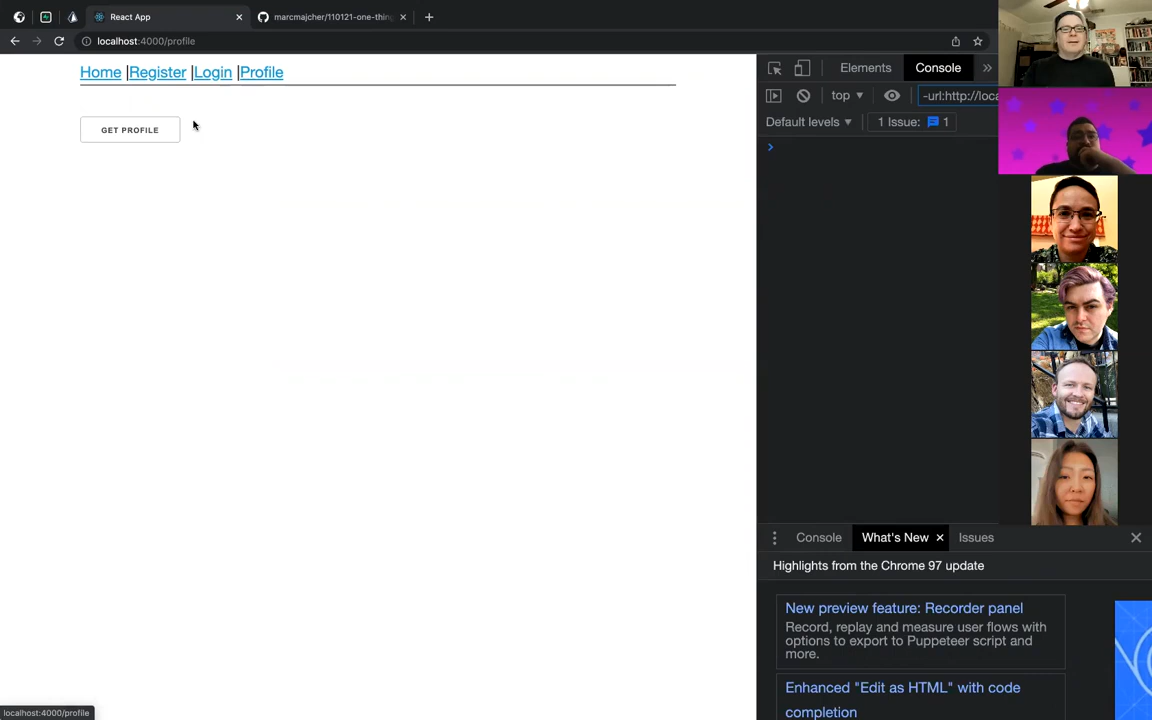 React App
marcmajcher/110121-one-thing
localhost:4000/profile
Home |Register |Login |Profile
GET PROFILE
Elements
Console
top
-url:http://loca
Default levels
1 Issue: 1
Console
What's New
Issues
Highlights from the Chrome 97 update
New preview feature: Recorder panel
Record, replay and measure user flows with
options to export to Puppeteer script and
more.
Enhanced "Edit as HTML" with code
completion
localhost:4000/profile